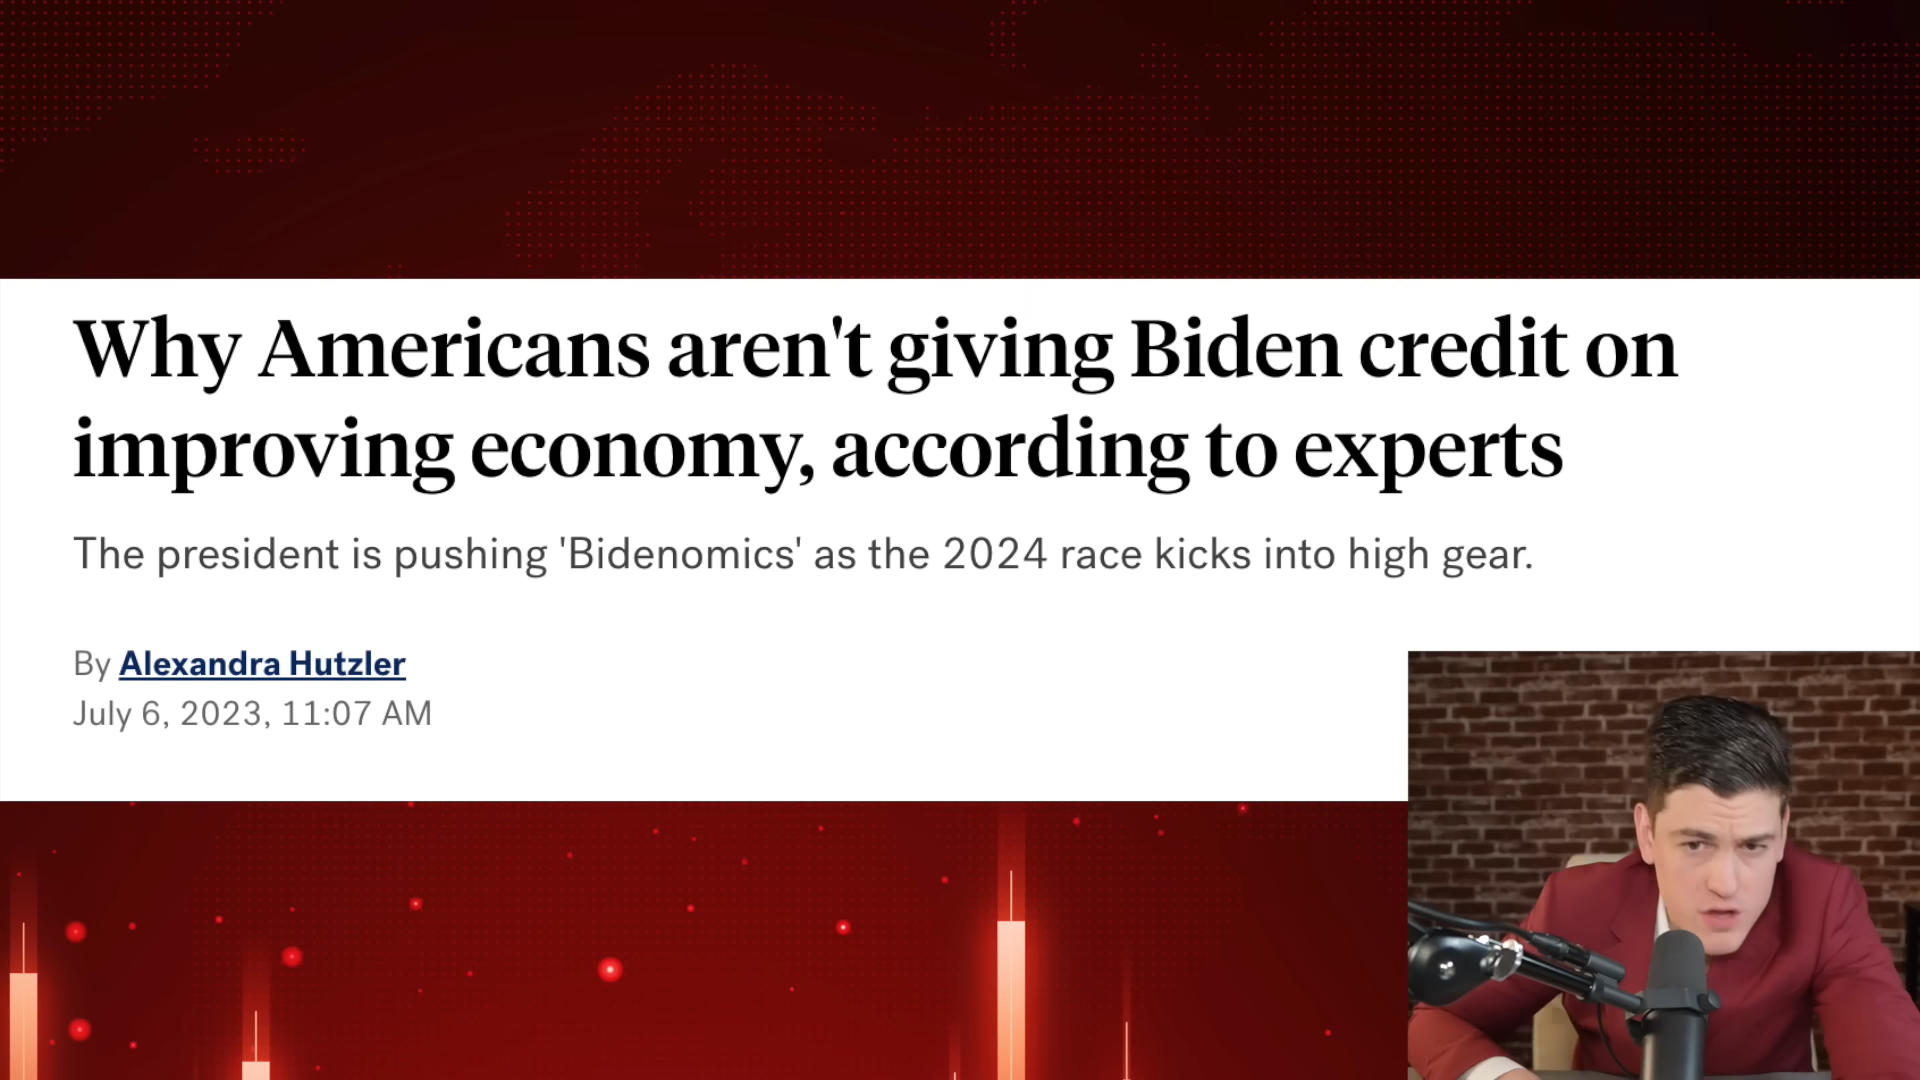 Why Americans aren't giving Biden credit on
improving economy, according to experts
The president is pushing 'Bidenomics' as the 2024 race kicks into high gear.
By Alexandra Hutzler
July 6, 2023, 11:07 AM